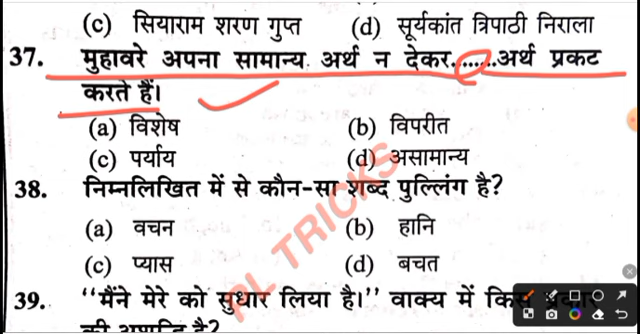 (c) सियाराम शरण गुप्त (d) सूर्यकांत त्रिपाठी निराला
37. मुहावरे अपना सामान्य अर्थ न देकर.......अर्थ प्रकट
करते हैं।
(a) विशेष (b) विपरीत
(c) पर्याय (d) असामान्य
38. निम्नलिखित में से कौन-सा शब्द पुल्लिंग है?
(a) वचन (b) हानि
(c) प्यास (d) बचत
39. “मैंने मेरे को सुधार लिया है।” वाक्य में किस
की
PL TRICKS